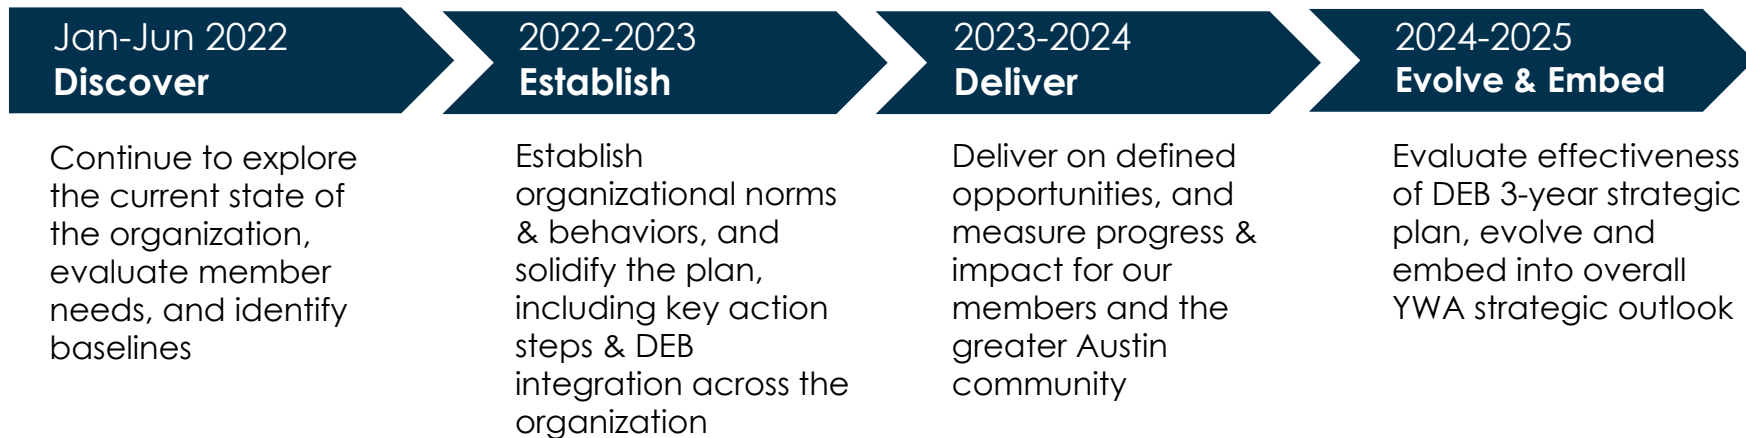 Jan-Jun 2022
Discover
Continue to explore
the current state of
the organization,
evaluate member
needs, and identify
baselines
2022-2023
Establish
Establish
organizational norms
& behaviors, and
solidify the plan,
including key action
steps & DEB
integration across the
organization
2023-2024
Deliver
Deliver on defined
opportunities, and
measure progress &
impact for our
members and the
greater Austin
community
2024-2025
Evolve & Embed
Evaluate effectiveness
of DEB 3-year strategic
plan, evolve and
embed into overall
YWA strategic outlook